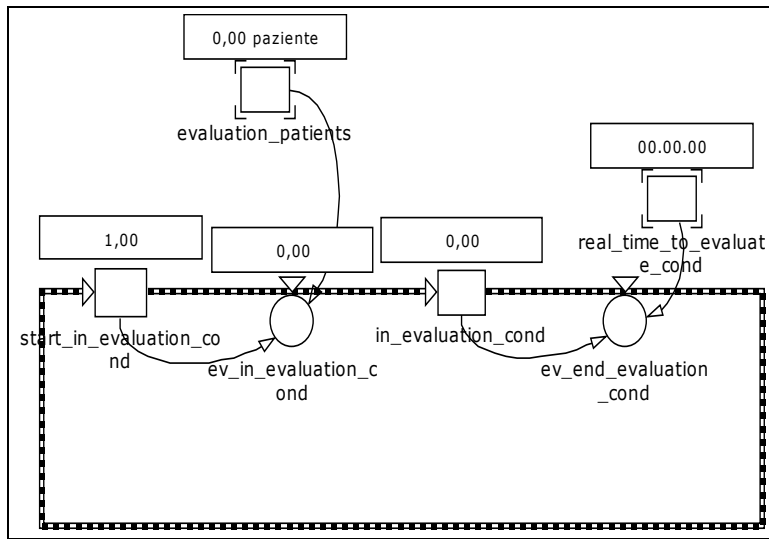 0,00 paziente
evaluation_patients
00.00.00
real_time_to_evaluat
e_cond
1,00
0,00
0,00
start_in_evaluation_co
nd
ev_in_evaluation_c
ond
in_evaluation_cond
ev_end_evaluation
_cond